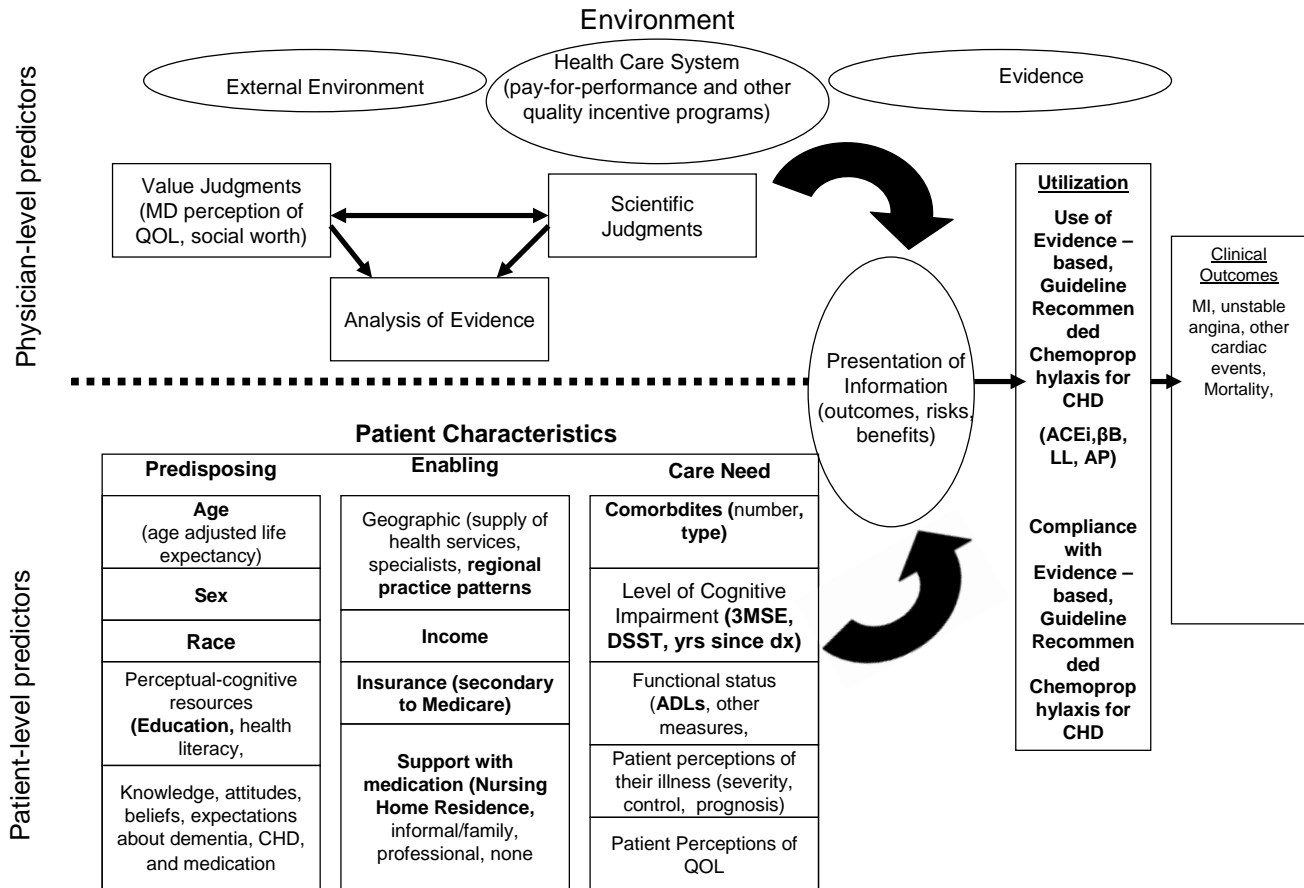 Environment
Physician-level predictors
External Environment
Health Care System
(pay-for-performance and other
quality incentive programs)
Evidence
Value Judgments
(MD perception of
QOL, social worth)
Scientific
Judgments
Analysis of Evidence
Presentation of
Information
(outcomes, risks,
benefits)
Utilization
Use of
Evidence –
based,
Guideline
Recommen
ded
Chemoprop
hylaxis for
CHD
(ACEi,βB,
LL, AP)
Compliance
with
Evidence –
based,
Guideline
Recommen
ded
Chemoprop
hylaxis for
CHD
Clinical
Outcomes
MI, unstable
angina, other
cardiac
events,
Mortality,
Patient-level predictors
Patient Characteristics
Predisposing
Age
(age adjusted life
expectancy)
Sex
Race
Perceptual-cognitive
resources
(Education, health
literacy,
Knowledge, attitudes,
beliefs, expectations
about dementia, CHD,
and medication
Enabling
Geographic (supply of
health services,
specialists, regional
practice patterns
Income
Insurance (secondary
to Medicare)
Support with
medication (Nursing
Home Residence,
informal/family,
professional, none
Care Need
Comorbdites (number,
type)
Level of Cognitive
Impairment (3MSE,
DSST, yrs since dx)
Functional status
(ADLs, other
measures,
Patient perceptions of
their illness (severity,
control, prognosis)
Patient Perceptions of
QOL